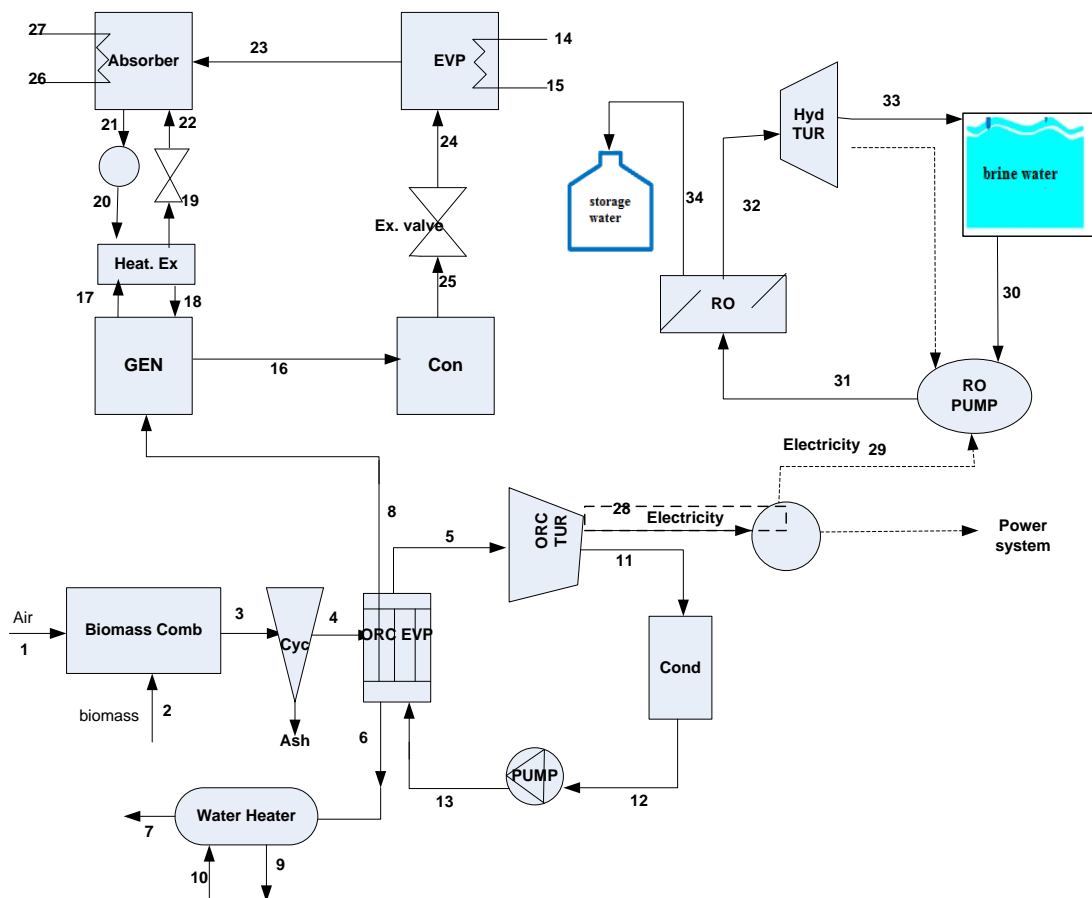 27
Absorber
23
EVP
14
26
15
21
22
24
Hyd
TUR
33
brine water
20
19
storage
water
34
32
Ex. valve
Heat. Ex
25
17
18
RO
30
GEN
16
Con
31
RO
PUMP
Electricity
29
8
5
ORC
TUR
28
Electricity
11
Power
system
Air
1
Biomass Comb
3
Cyc
4
ORC EVP
Cond
biomass
2
Ash
6
PUMP
13
12
7
Water Heater
10
9